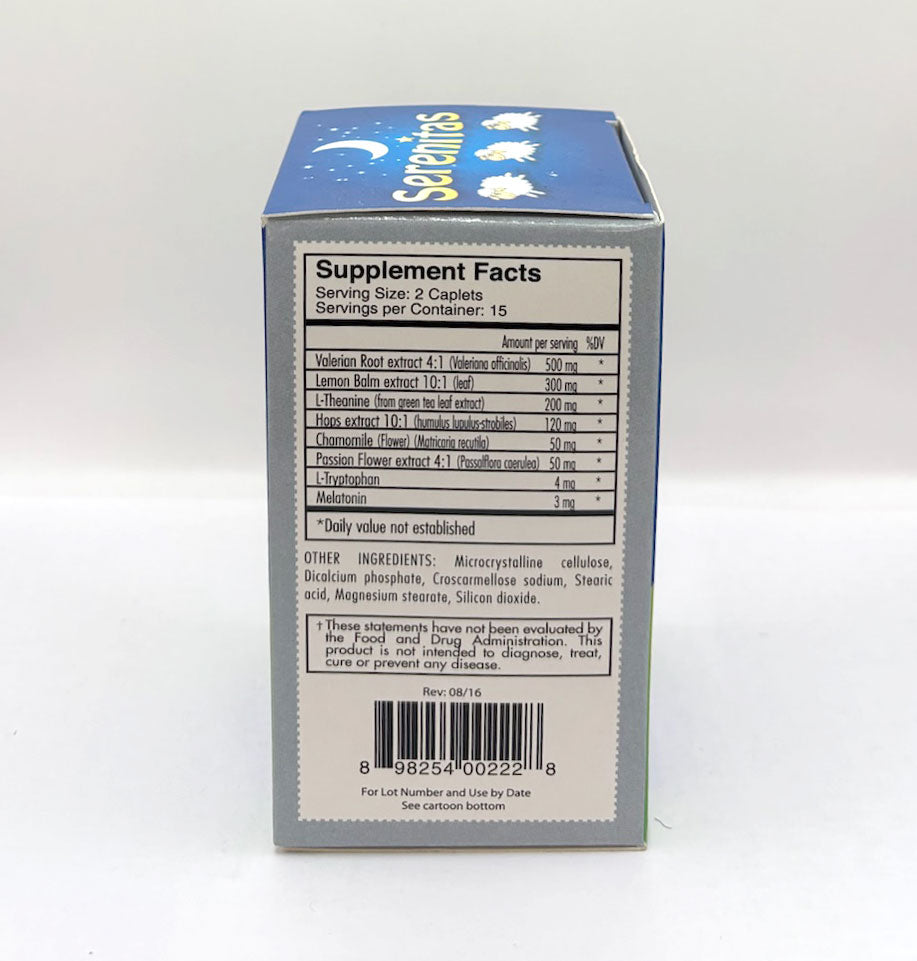 Serenitas
Supplement Facts
Serving Size: 2 Caplets
Servings per Container: 15
Amount per serving %DV
Valerian Root extract 4:1 (Valeriana officinalis) 500 mg *
Lemon Balm extract 10:1 (leaf) 300 mg *
L-Theanine (from green tea leaf extract) 200 mg *
Hops extract 10:1 (humulus lupulus-strobiles) 120 mg *
Chamomile (Flower) (Matricaria recutila) 50 mg *
Passion Flower extract 4:1 (Passolflora caerulea) 50 mg *
L-Tryptophan 4 mg *
Melatonin 3 mg *
*Daily value not established
OTHER INGREDIENTS: Microcrystalline cellulose,
Dicalcium phosphate, Croscarmellose sodium, Stearic
acid, Magnesium stearate, Silicon dioxide.
† These statements have not been evaluated by
the Food and Drug Administration. This
product is not intended to diagnose, treat,
cure or prevent any disease.
Rev: 08/16
8 98254 00222 8
For Lot Number and Use by Date
See cartoon bottom